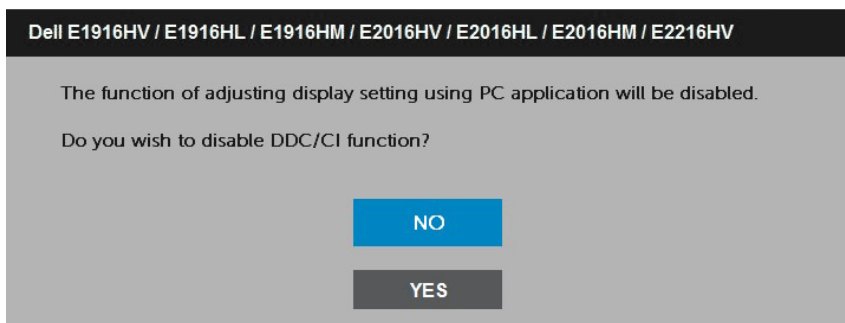 Dell E1916HV / E1916HL / E1916HM / E2016HV / E2016HL / E2016HM / E2216HV
The function of adjusting display setting using PC application will be disabled.
Do you wish to disable DDC/CI function?
NO
YES